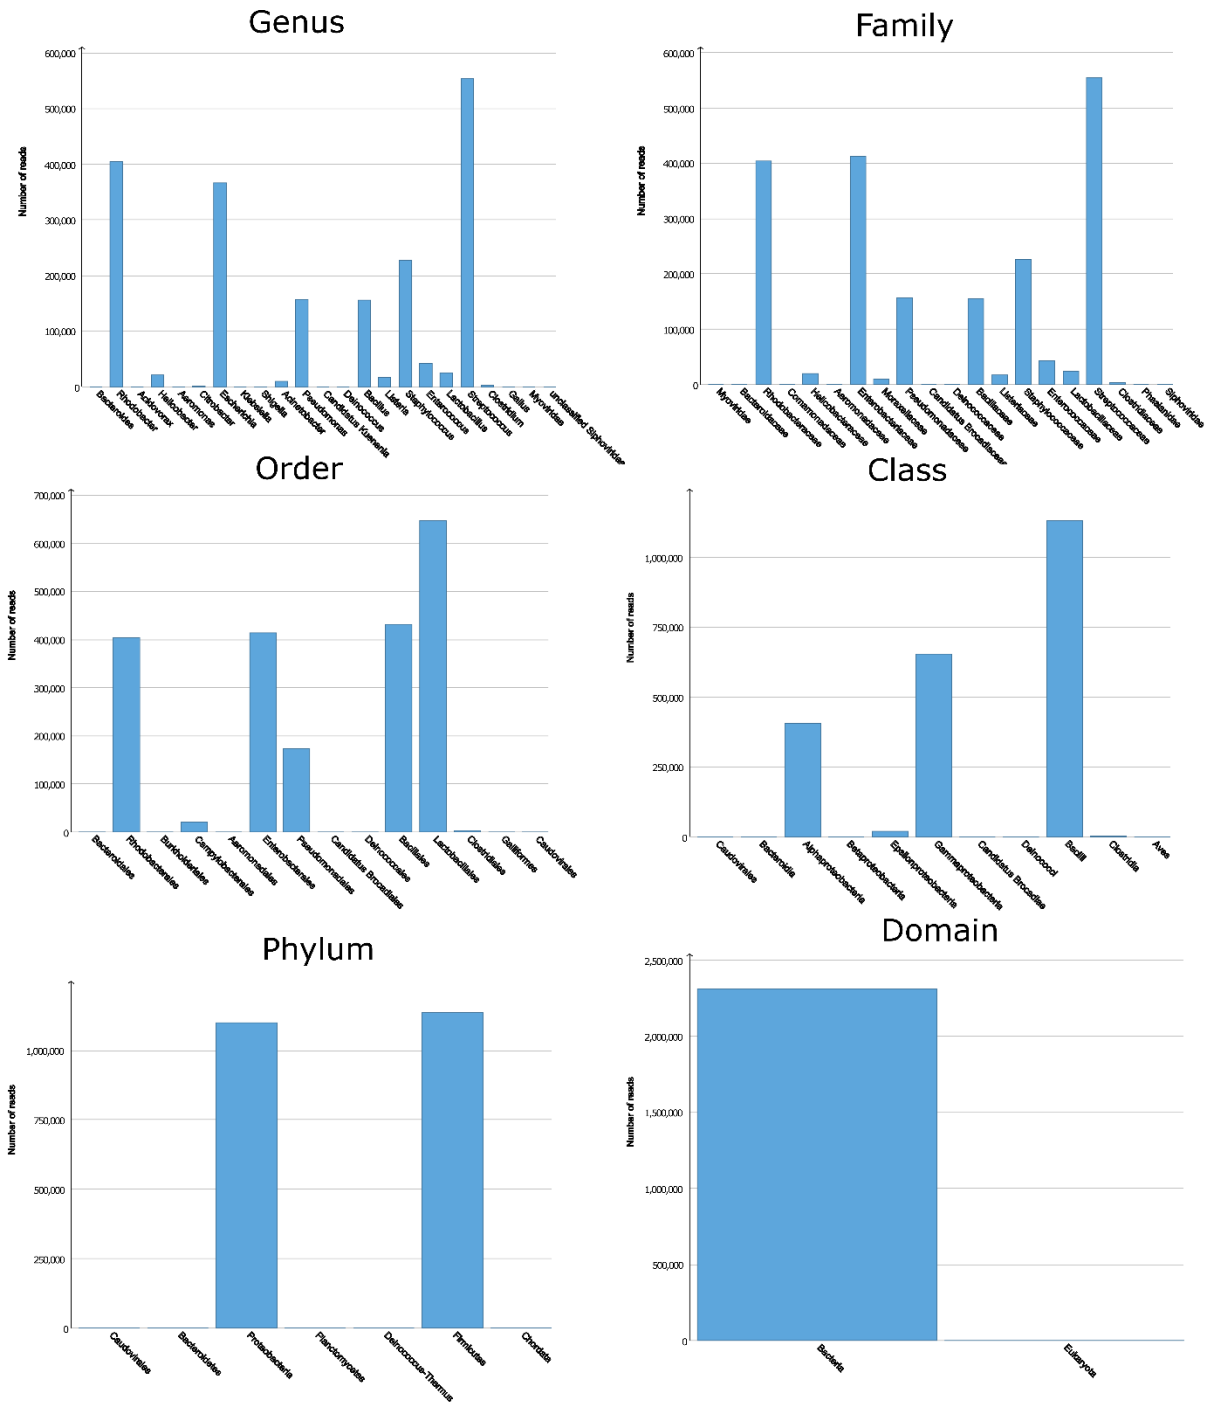 Genus
600,000
500,000
400,000
300,000
200,000
100,000
0
Number of reads
Bacteroides
Rhodobacter
Acidovorax
Helicobacter
Aeromonas
Citrobacter
Escherichia
Klebsiella
Shigella
Acinetobacter
Pseudomonas
Candidatus Kuenenia
Deinococcus
Bacillus
Listeria
Staphylococcus
Enterococcus
Lactobacillus
Streptococcus
Clostridium
Gallus
Myoviridae
unclassified Siphoviridae
Family
600,000
500,000
400,000
300,000
200,000
100,000
0
Number of reads
Myoviridae
Bacteroidaceae
Rhodobacteraceae
Comamonadaceae
Helicobacteraceae
Aeromonadaceae
Enterobacteriaceae
Moraxellaceae
Pseudomonadaceae
Candidatus Brocadiaceae
Deinococcaceae
Bacillaceae
Listeriaceae
Staphylococcaceae
Enterococcaceae
Lactobacillaceae
Streptococcaceae
Clostridiaceae
Phasianidae
Siphoviridae
Order
700,000
600,000
500,000
400,000
300,000
200,000
100,000
0
Number of reads
Bacteroidales
Rhodobacterales
Burkholderiales
Campylobacterales
Aeromonadales
Enterobacterales
Pseudomonadales
Candidatus Brocadiales
Deinococcales
Bacillales
Lactobacillales
Clostridiales
Galliformes
Caudovirales
Class
1,000,000
750,000
500,000
250,000
0
Number of reads
Caudovirales
Bacteroidia
Alphaproteobacteria
Betaproteobacteria
Epsilonproteobacteria
Gammaproteobacteria
Candidatus Brocadiae
Deinococci
Bacilli
Clostridia
Aves
Phylum
1,000,000
750,000
500,000
250,000
0
Number of reads
Caudovirales
Bacteroidetes
Proteobacteria
Planctomycetes
Deinococcus-Thermus
Firmicutes
Chordata
Domain
2,500,000
2,000,000
1,500,000
1,000,000
500,000
0
Number of reads
Bacteria
Eukaryota